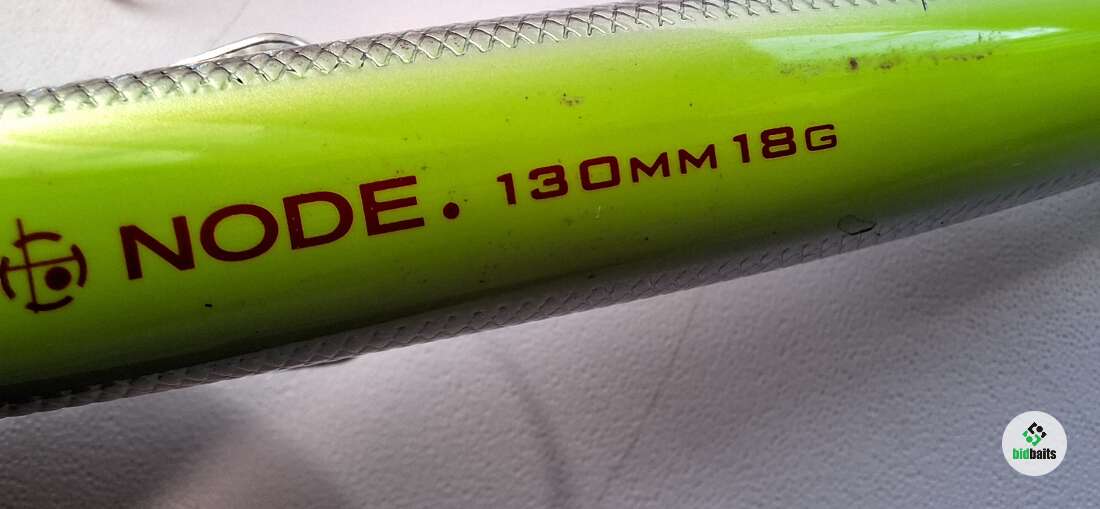 NODE. 130MM 18G
bidbaits